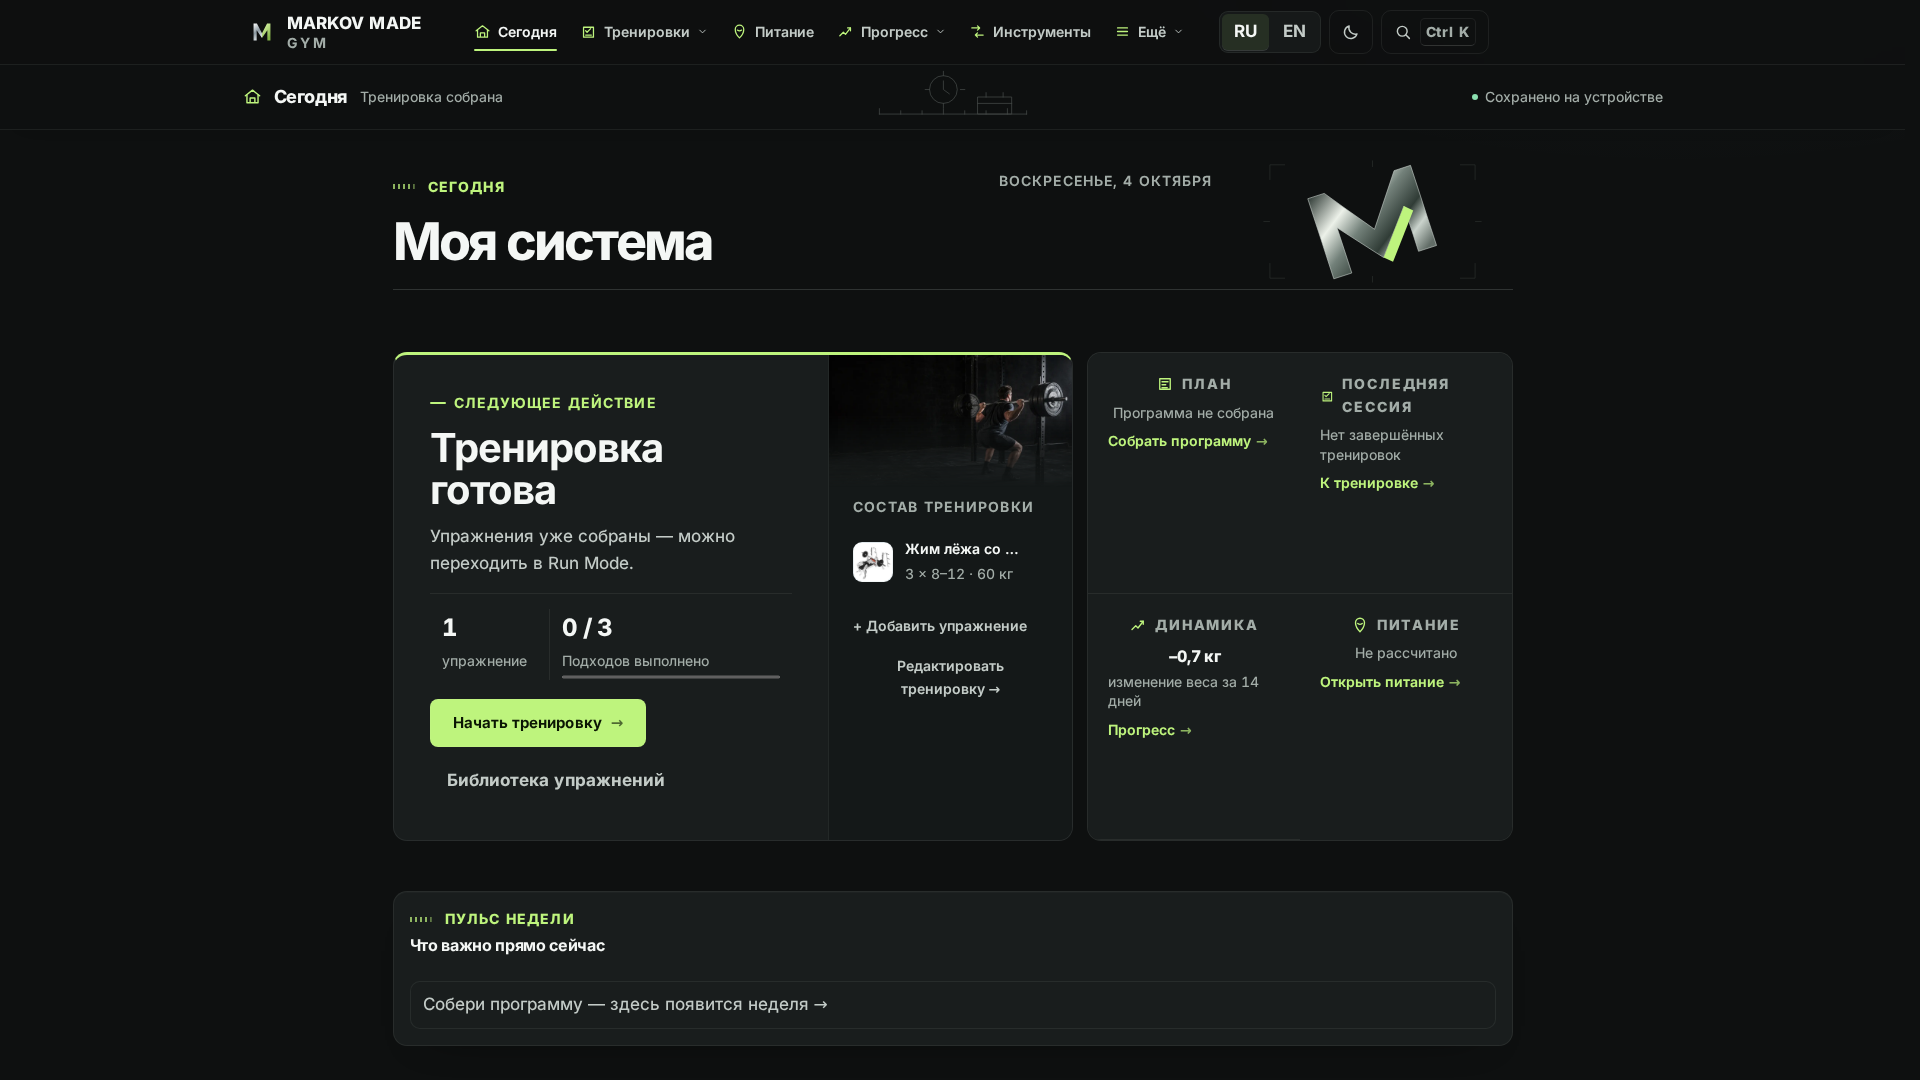 MARKOV MADE
GYM
Сегодня
Тренировки
Питание
Прогресс
Инструменты
Ещё
RU
EN
Ctrl K
Сегодня
Тренировка собрана
Сохранено на устройстве
СЕГОДНЯ
ВОСКРЕСЕНЬЕ, 4 ОКТЯБРЯ
Моя система
— СЛЕДУЮЩЕЕ ДЕЙСТВИЕ
Тренировка
готова
Упражнения уже собраны — можно
переходить в Run Mode.
1
упражнение
0 / 3
Подходов выполнено
Начать тренировку →
Библиотека упражнений
СОСТАВ ТРЕНИРОВКИ
Жим лёжа со ...
3 × 8–12 · 60 кг
+ Добавить упражнение
Редактировать
тренировку →
ПЛАН
Программа не собрана
Собрать программу →
ПОСЛЕДНЯЯ
СЕССИЯ
Нет завершённых
тренировок
К тренировке →
ДИНАМИКА
–0,7 кг
изменение веса за 14
дней
Прогресс →
ПИТАНИЕ
Не рассчитано
Открыть питание →
ПУЛЬС НЕДЕЛИ
Что важно прямо сейчас
Собери программу — здесь появится неделя →